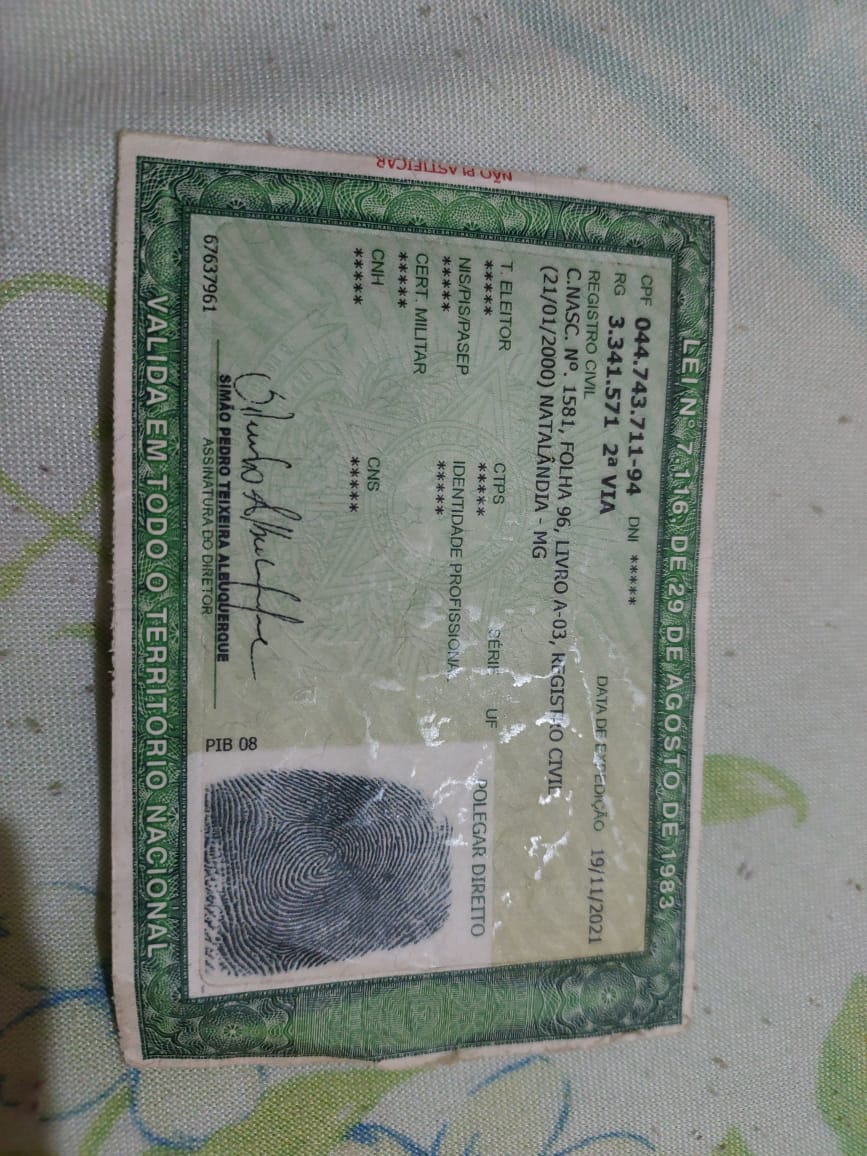 NÃO PLASTIFICAR
LEI Nº 7.116, DE 29 DE AGOSTO DE 1983
CPF 044.743.711-94 DNI *****
RG 3.341.571 2ª VIA DATA DE EXPEDIÇÃO 19/11/2021
REGISTRO CIVIL
C.NASC. Nº. 1581, FOLHA 96, LIVRO A-03, REGISTRO CIVIL
(21/01/2000) NATALÂNDIA - MG
T. ELEITOR CTPS SÉRIE UF POLEGAR DIREITO
***** *****
NIS/PIS/PASEP IDENTIDADE PROFISSIONAL
***** *****
CERT. MILITAR
*****
CNH CNS
***** *****
SIMÃO PEDRO TEIXEIRA ALBUQUERQUE
67637961 ASSINATURA DO DIRETOR PIB 08
VALIDA EM TODO O TERRITÓRIO NACIONAL